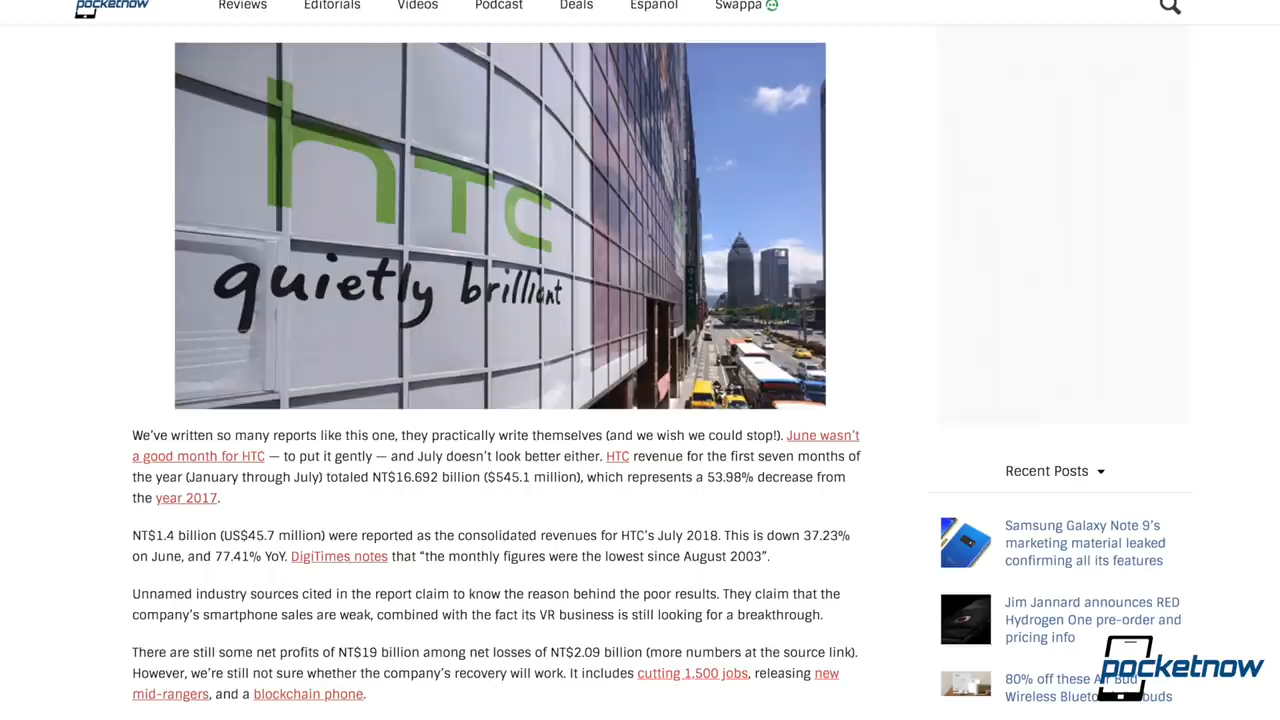 pocketnow
Reviews Editorials Videos Podcast Deals Español Swappa
htc
quietly brilliant
We've written so many reports like this one, they practically write themselves (and we wish we could stop!). June wasn't
a good month for HTC — to put it gently — and July doesn't look better either. HTC revenue for the first seven months of
the year (January through July) totaled NT$16.692 billion ($545.1 million), which represents a 53.98% decrease from
the year 2017.
NT$1.4 billion (US$45.7 million) were reported as the consolidated revenues for HTC's July 2018. This is down 37.23%
on June, and 77.41% YoY. DigiTimes notes that “the monthly figures were the lowest since August 2003”.
Unnamed industry sources cited in the report claim to know the reason behind the poor results. They claim that the
company's smartphone sales are weak, combined with the fact its VR business is still looking for a breakthrough.
There are still some net profits of NT$19 billion among net losses of NT$2.09 billion (more numbers at the source link).
However, we're still not sure whether the company's recovery will work. It includes cutting 1,500 jobs, releasing new
mid-rangers, and a blockchain phone.
Recent Posts
Samsung Galaxy Note 9's
marketing material leaked
confirming all its features
Jim Jannard announces RED
Hydrogen One pre-order and
pricing info
80% off these Air Bud
Wireless
pocketnow